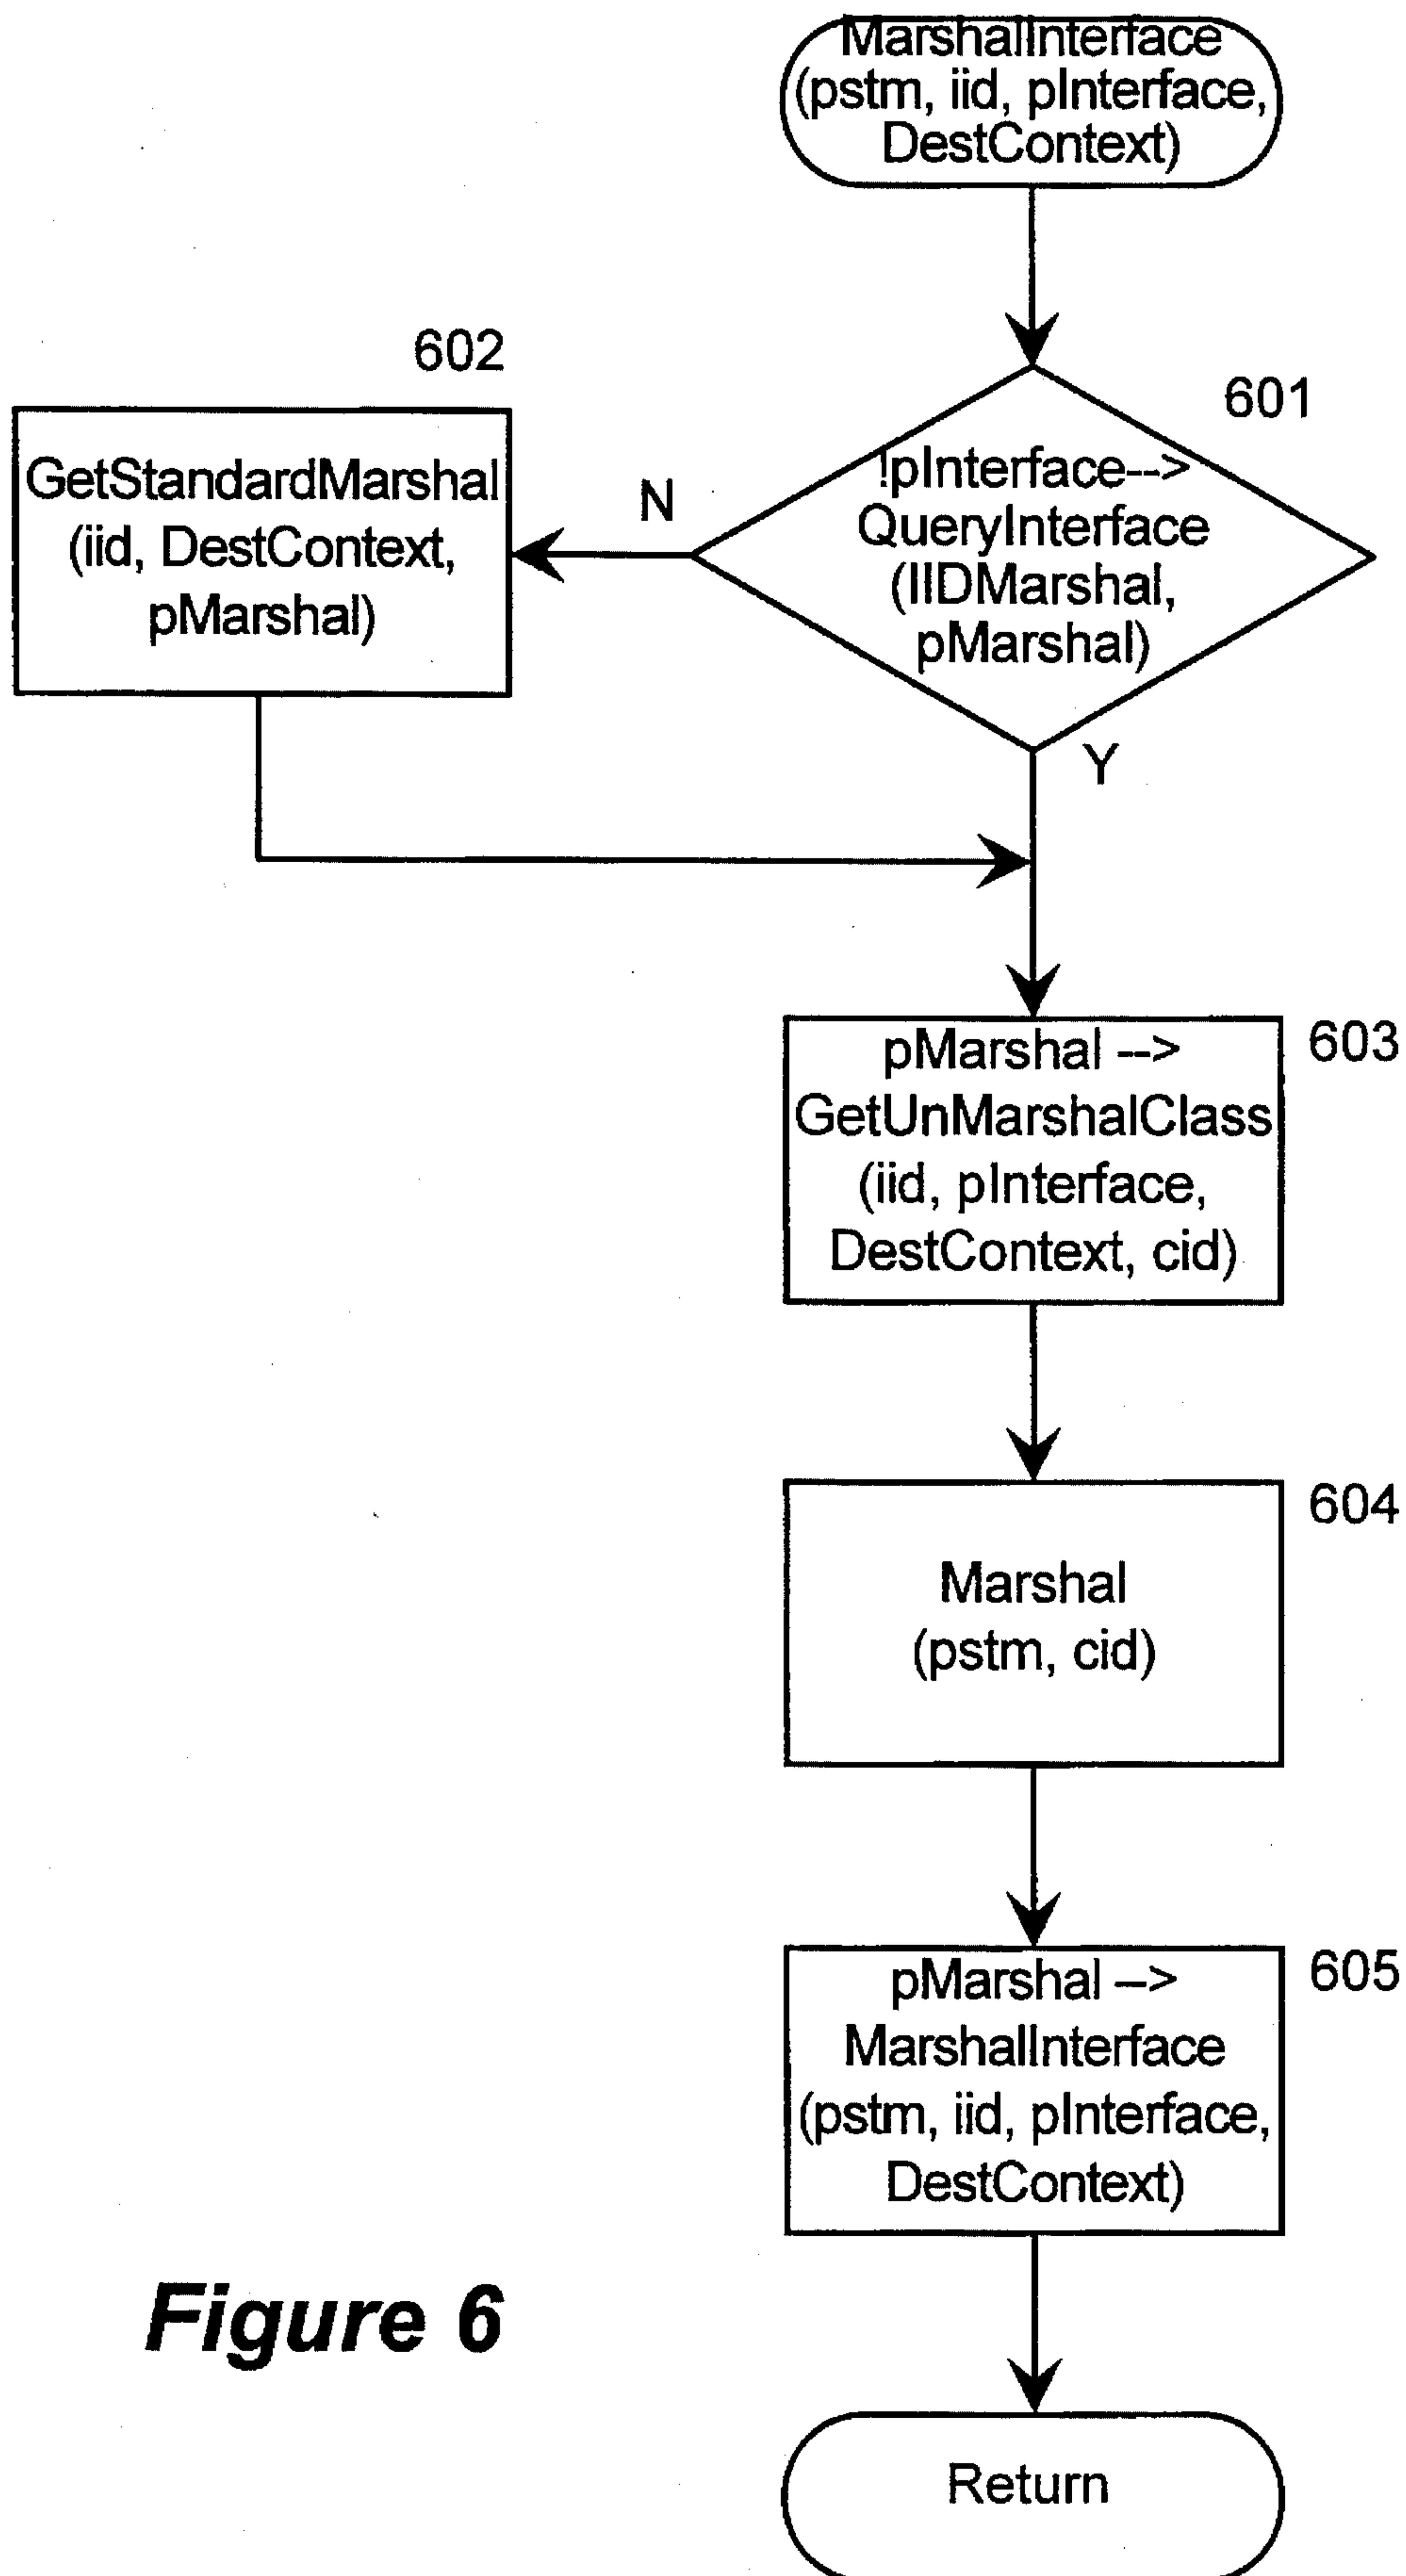 MarshalInterface
(pstm, iid, pInterface,
DestContext)
602
601
GetStandardMarshal
(iid, DestContext,
pMarshal)
N
!pInterface-->
QueryInterface
(IIDMarshal,
pMarshal)
Y
pMarshal -->
GetUnMarshalClass
(iid, pInterface,
DestContext, cid)
603
Marshal
(pstm, cid)
604
pMarshal -->
MarshalInterface
(pstm, iid, pInterface,
DestContext)
605
Figure 6
Return